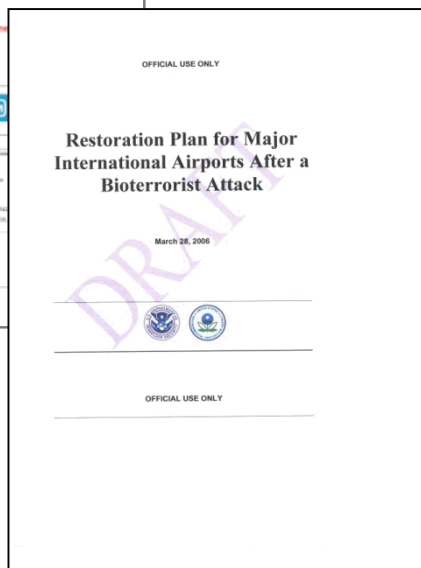 OFFICIAL USE ONLY
Restoration Plan for Major
International Airports After a
Bioterrorist Attack
DRAFT
March 28, 2006
OFFICIAL USE ONLY